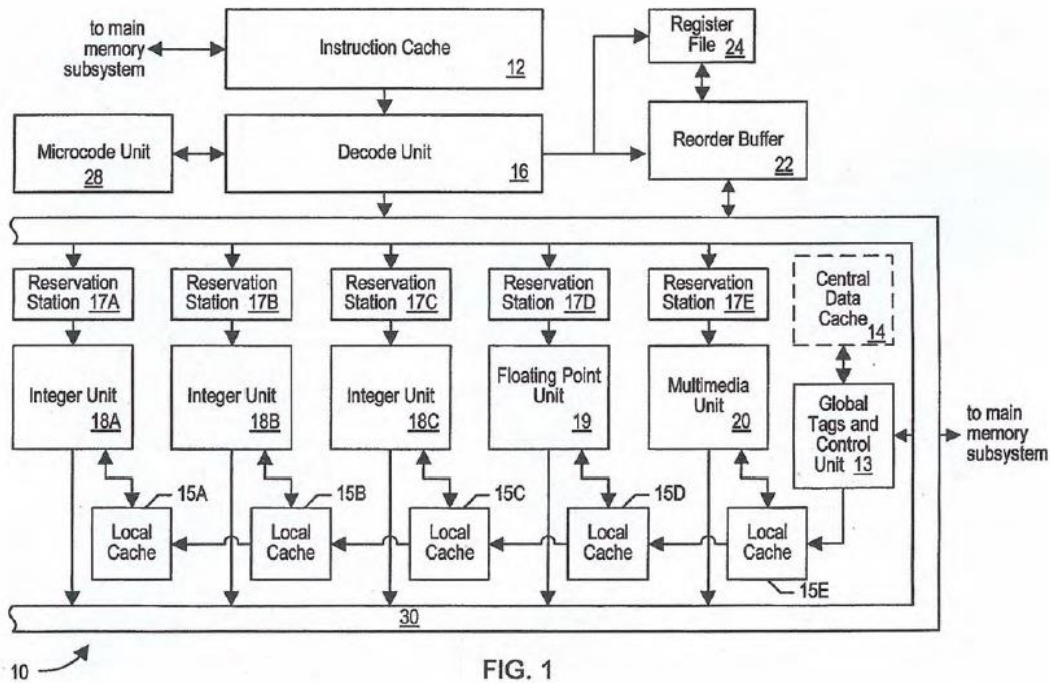 to main
memory
subsystem
Instruction Cache
12
Register
File 24
Microcode Unit
28
Decode Unit
16
Reorder Buffer
22
Reservation
Station 17A
Reservation
Station 17B
Reservation
Station 17C
Reservation
Station 17D
Reservation
Station 17E
Central
Data
Cache
14
Integer Unit
18A
Integer Unit
18B
Integer Unit
18C
Floating Point
Unit
19
Multimedia
Unit
20
Global
Tags and
Control
Unit 13
to main
memory
subsystem
15A
15B
15C
15D
Local
Cache
Local
Cache
Local
Cache
Local
Cache
Local
Cache
15E
30
10
FIG. 1